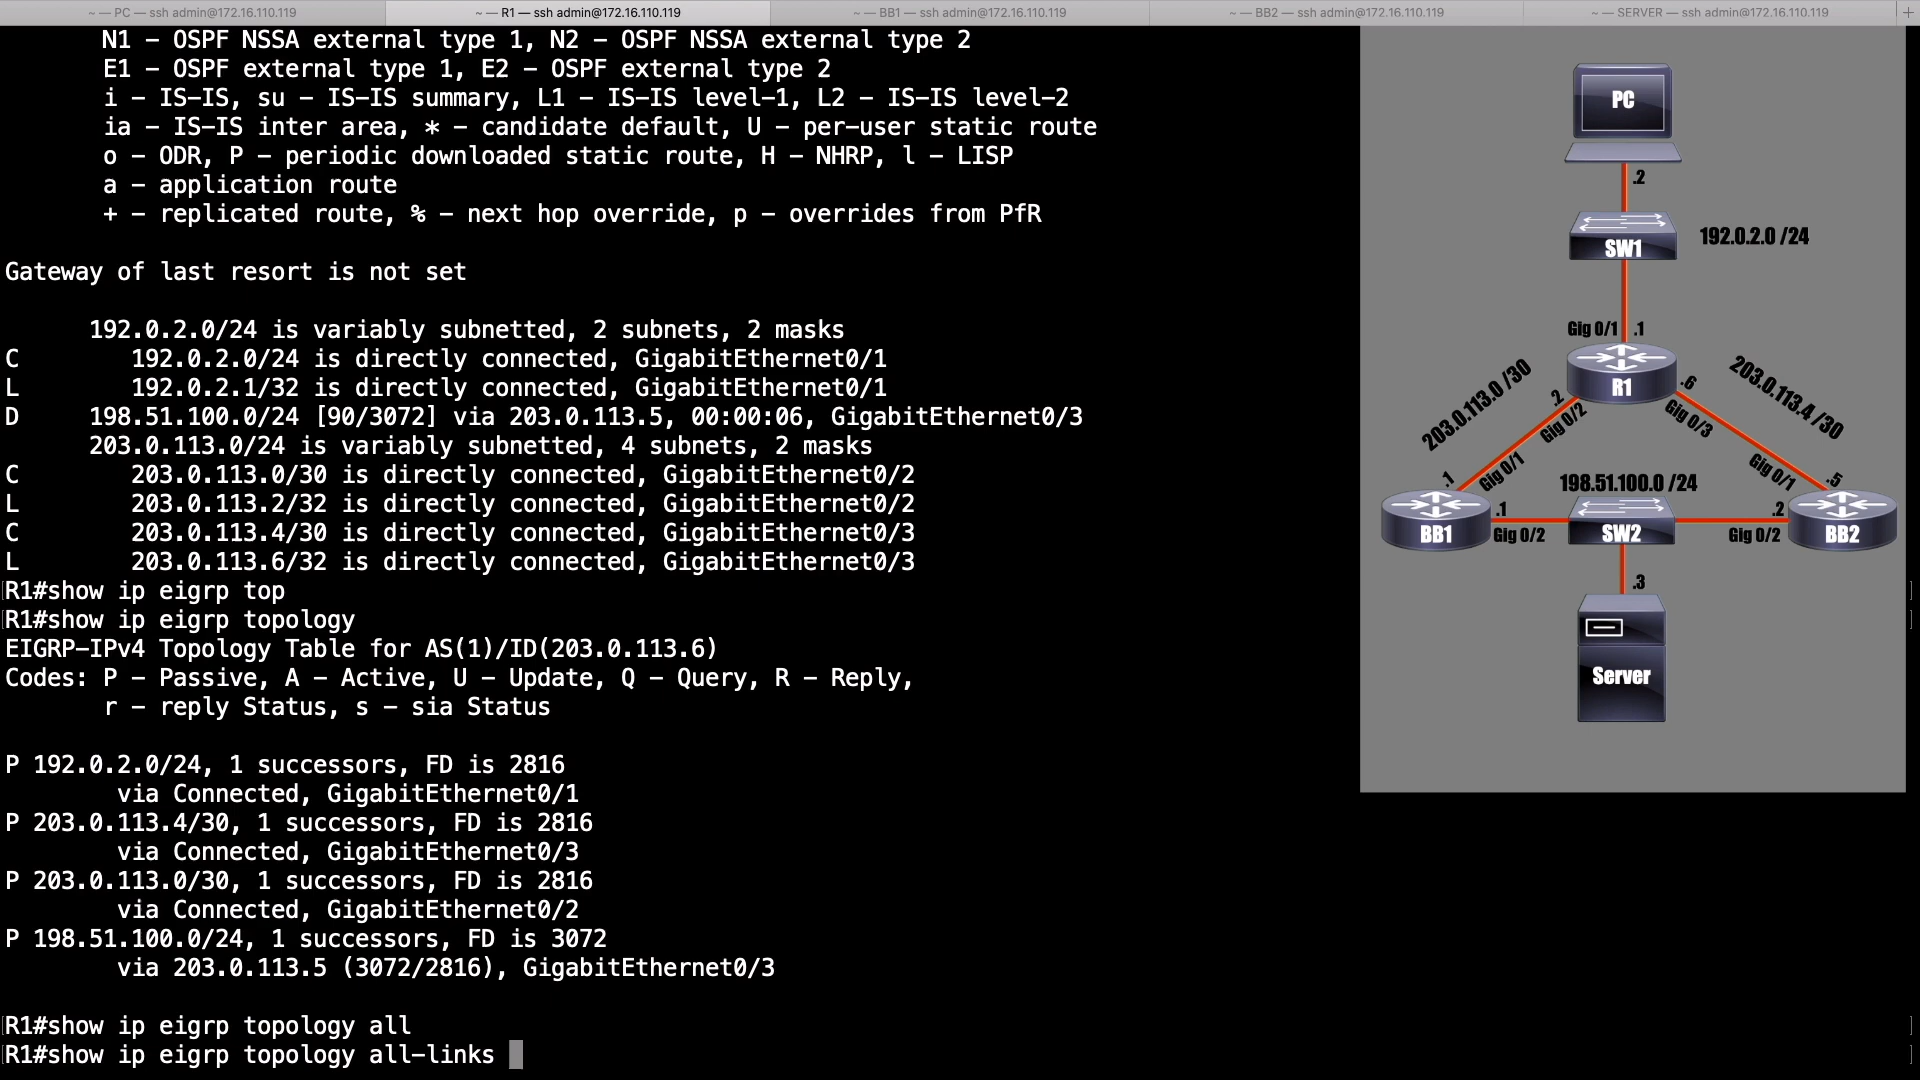 ~ — PC — ssh admin@172.16.110.119
~ — R1 — ssh admin@172.16.110.119
~ — BB1 — ssh admin@172.16.110.119
~ — BB2 — ssh admin@172.16.110.119
~ — SERVER — ssh admin@172.16.110.119
+
N1 - OSPF NSSA external type 1, N2 - OSPF NSSA external type 2
E1 - OSPF external type 1, E2 - OSPF external type 2
i - IS-IS, su - IS-IS summary, L1 - IS-IS level-1, L2 - IS-IS level-2
ia - IS-IS inter area, * - candidate default, U - per-user static route
o - ODR, P - periodic downloaded static route, H - NHRP, l - LISP
a - application route
+ - replicated route, % - next hop override, p - overrides from PfR
Gateway of last resort is not set
192.0.2.0/24 is variably subnetted, 2 subnets, 2 masks
C 192.0.2.0/24 is directly connected, GigabitEthernet0/1
L 192.0.2.1/32 is directly connected, GigabitEthernet0/1
D 198.51.100.0/24 [90/3072] via 203.0.113.5, 00:00:06, GigabitEthernet0/3
203.0.113.0/24 is variably subnetted, 4 subnets, 2 masks
C 203.0.113.0/30 is directly connected, GigabitEthernet0/2
L 203.0.113.2/32 is directly connected, GigabitEthernet0/2
C 203.0.113.4/30 is directly connected, GigabitEthernet0/3
L 203.0.113.6/32 is directly connected, GigabitEthernet0/3
R1#show ip eigrp top
R1#show ip eigrp topology
EIGRP-IPv4 Topology Table for AS(1)/ID(203.0.113.6)
Codes: P - Passive, A - Active, U - Update, Q - Query, R - Reply,
r - reply Status, s - sia Status
P 192.0.2.0/24, 1 successors, FD is 2816
via Connected, GigabitEthernet0/1
P 203.0.113.4/30, 1 successors, FD is 2816
via Connected, GigabitEthernet0/3
P 203.0.113.0/30, 1 successors, FD is 2816
via Connected, GigabitEthernet0/2
P 198.51.100.0/24, 1 successors, FD is 3072
via 203.0.113.5 (3072/2816), GigabitEthernet0/3
R1#show ip eigrp topology all
R1#show ip eigrp topology all-links
PC
.2
SW1
192.0.2.0 /24
Gig 0/1 .1
R1
203.0.113.0 /30
.2
Gig 0/2
.6
Gig 0/3
203.0.113.4 /30
.1
Gig 0/1
198.51.100.0 /24
Gig 0/1
.5
BB1
.1
Gig 0/2
SW2
.2
Gig 0/2
BB2
.3
Server